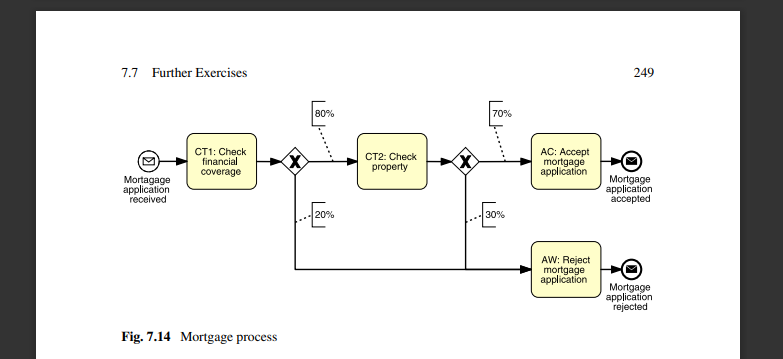 7.7 Further Exercises
249
80%
70%
CT1: Check
financial
coverage
CT2: Check
property
AC: Accept
mortgage
application
Mortagage
application
received
Mortgage
application
accepted
20%
30%
AW: Reject
mortgage
application
Mortgage
application
rejected
Fig. 7.14 Mortgage process